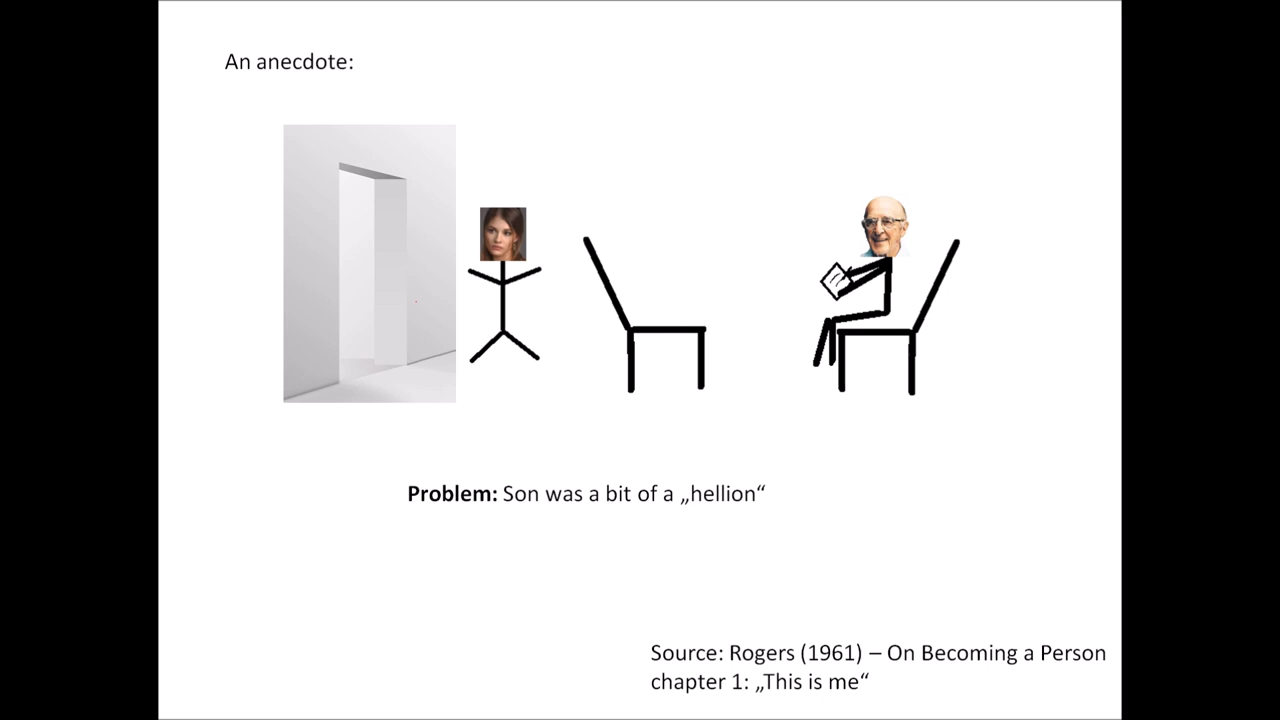 An anecdote:
Problem: Son was a bit of a „hellion“
Source: Rogers (1961) – On Becoming a Person
chapter 1: „This is me“